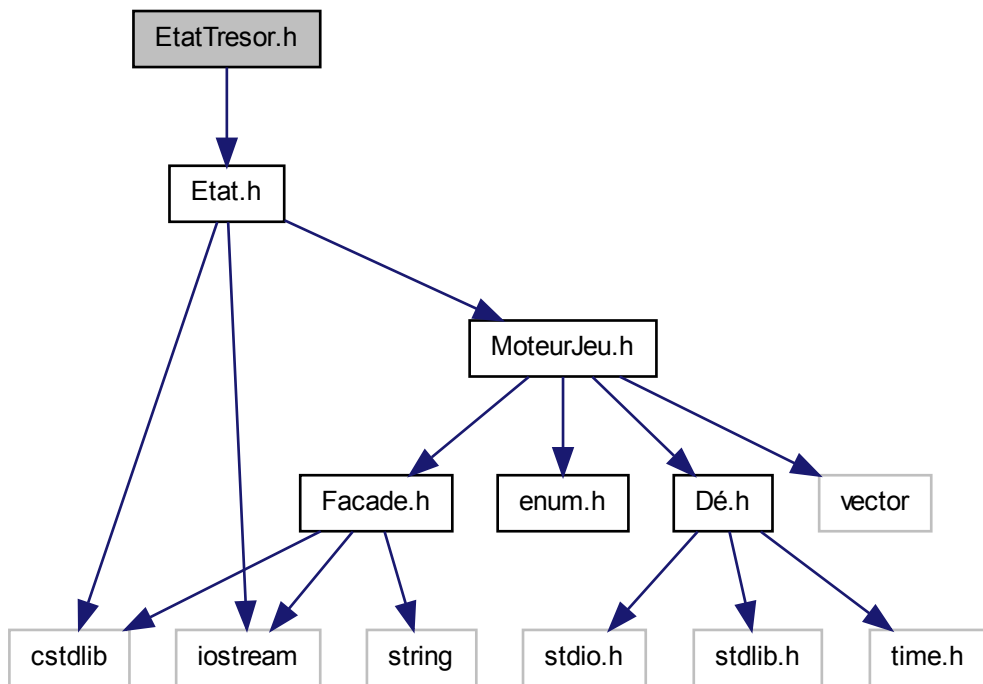 EtatTresor.h
Etat.h
MoteurJeu.h
Facade.h
enum.h
Dé.h
vector
cstdlib
iostream
string
stdio.h
stdlib.h
time.h